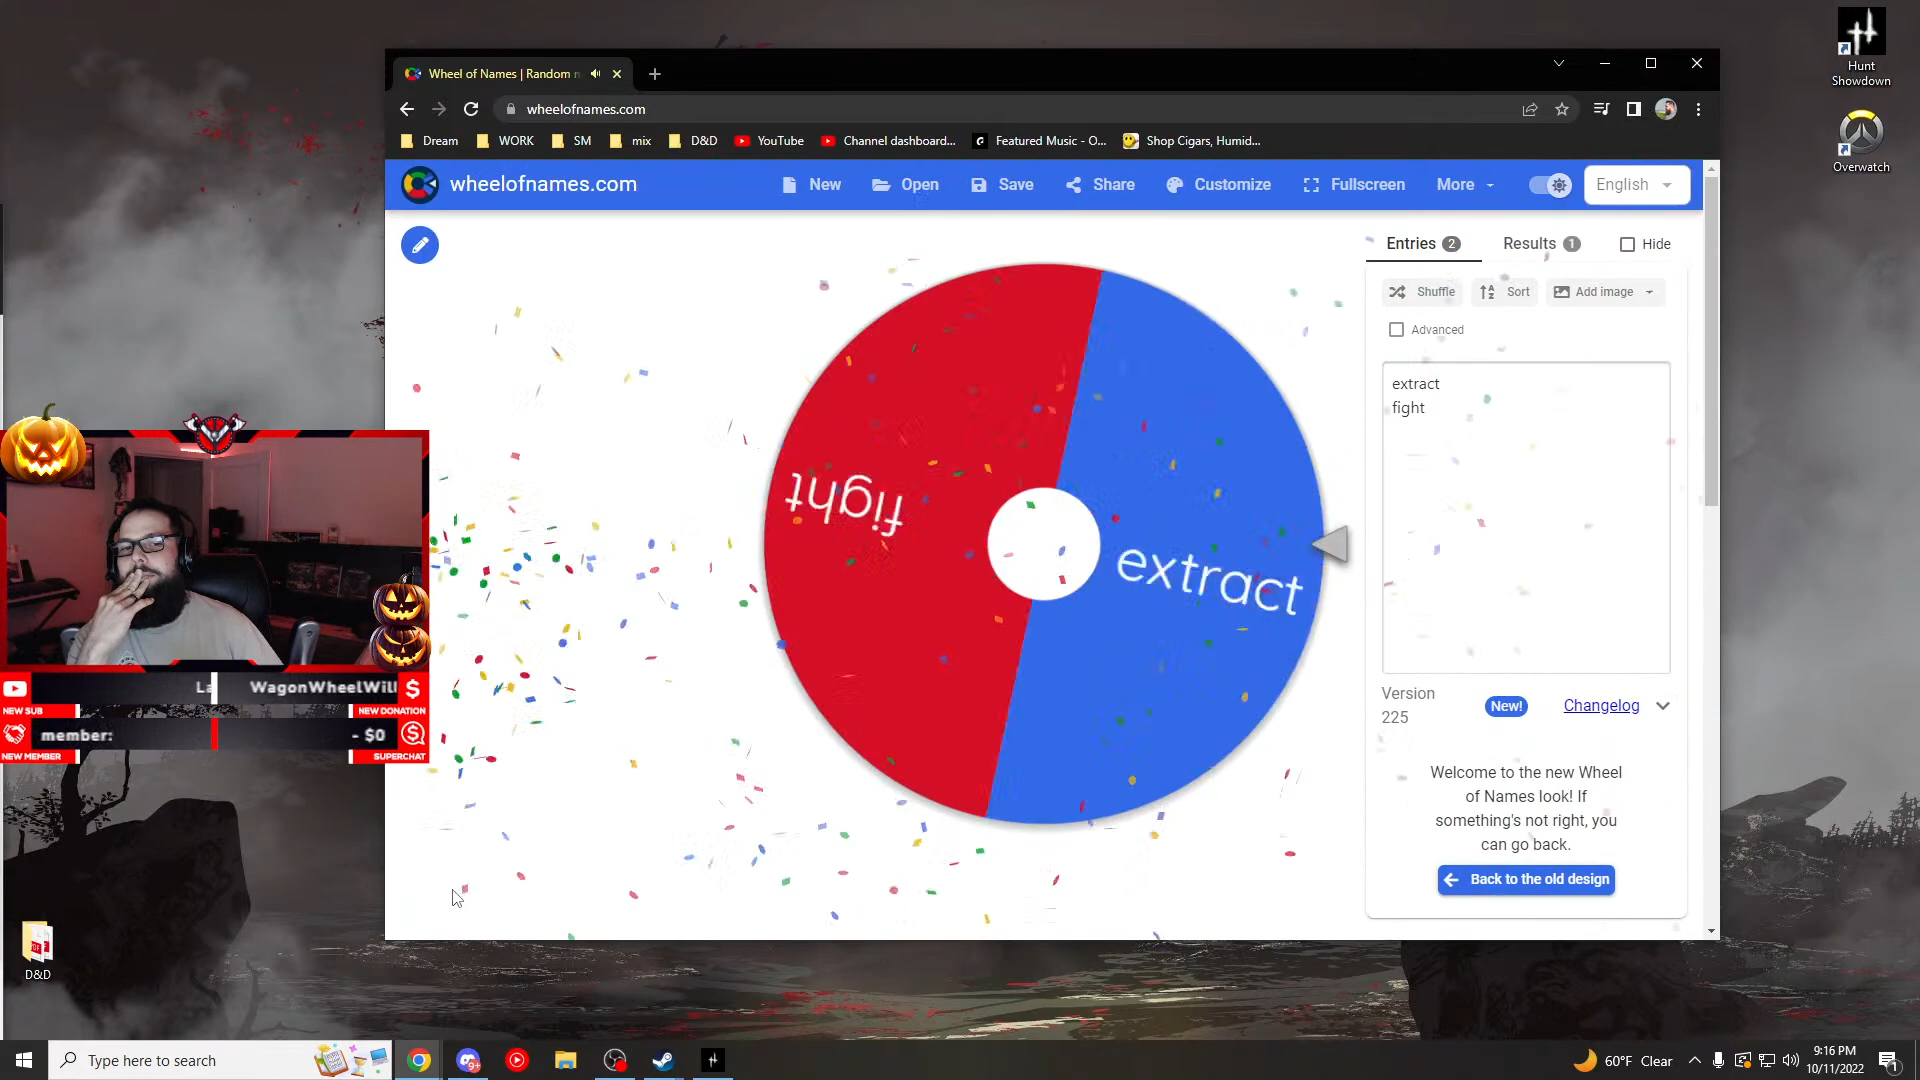 Hunt
Showdown
Overwatch
Wheel of Names | Random n
wheelofnames.com
Dream
WORK
SM
mix
D&D
YouTube
Channel dashboard...
Featured Music - O...
Shop Cigars, Humid...
wheelofnames.com
New
Open
Save
Share
Customize
Fullscreen
More
English
Entries 2
Results 1
Hide
Shuffle
Sort
Add image
Advanced
extract
fight
fight
extract
Version
225
New!
Changelog
Welcome to the new Wheel
of Names look! If
something's not right, you
can go back.
Back to the old design
La
WagonWheelWill
NEW SUB
NEW DONATION
member:
- $0
NEW MEMBER
SUPERCHAT
PDF
D&D
Type here to search
9+
60°F Clear
9:16 PM
10/11/2022
1